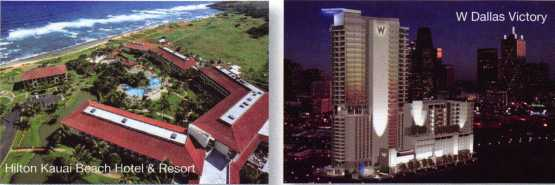 Hilton Kauai Beach Hotel & Resort
W Dallas Victory
W